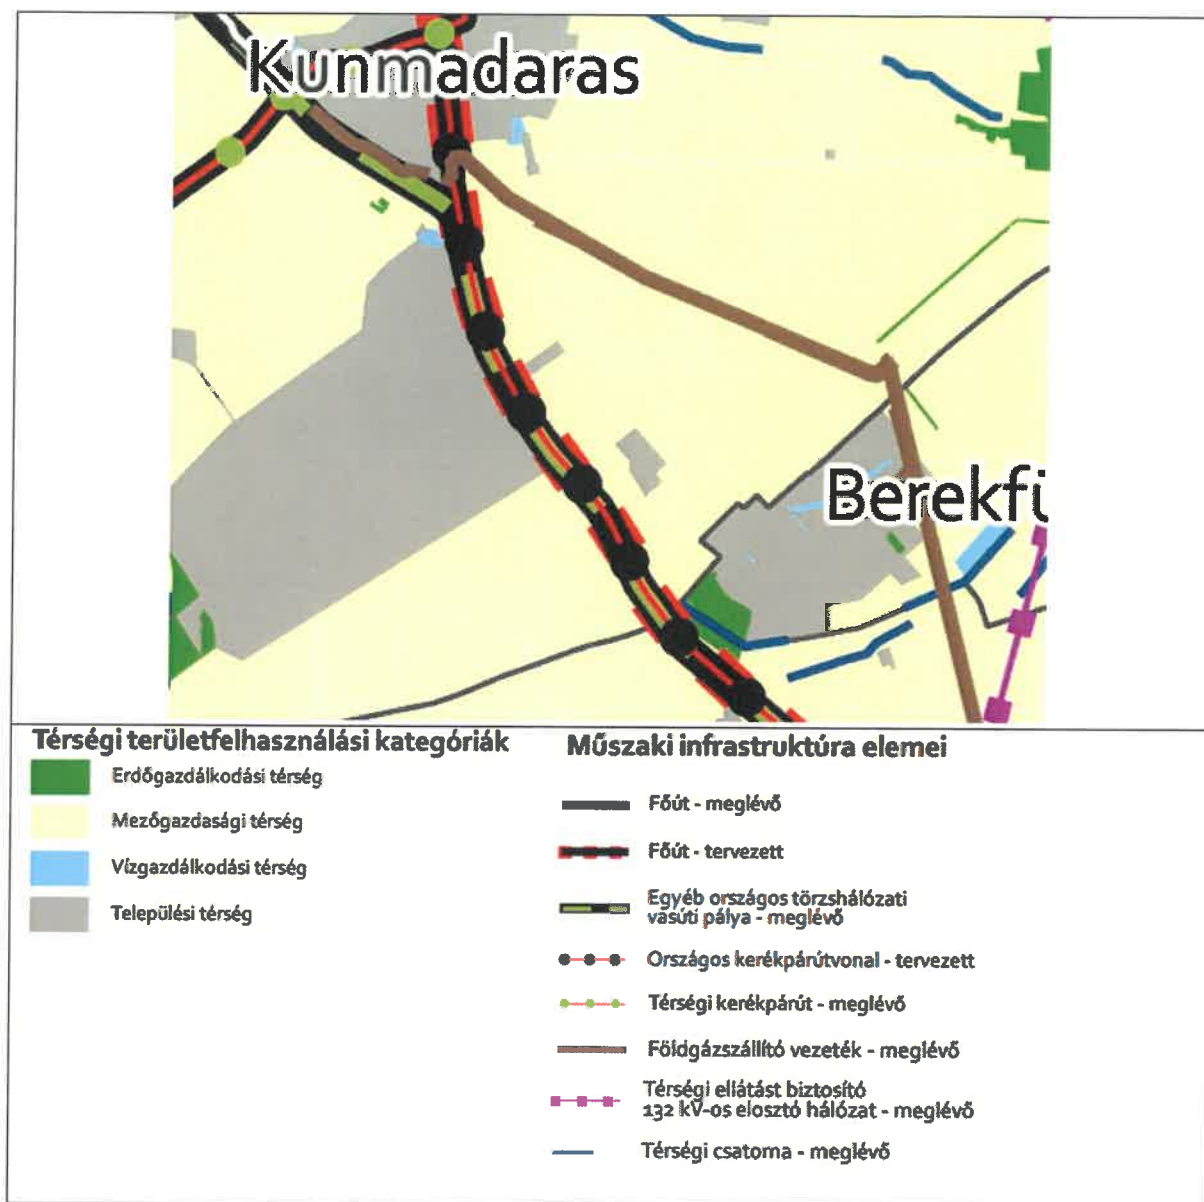 Kunmadaras
Berekfü
Térségi területfelhasználási kategóriák
Erdőgazdálkodási térség
Mezőgazdasági térség
Vízgazdálkodási térség
Települési térség
Műszaki infrastruktúra elemei
Főút - meglévő
Főút - tervezett
Egyéb országos törzshálózati
vasúti pálya - meglévő
Országos kerékpárútvonal - tervezett
Térségi kerékpárút - meglévő
Földgázszállító vezeték - meglévő
Térségi ellátást biztosító
132 kV-os elosztó hálózat - meglévő
Térségi csatorna - meglévő